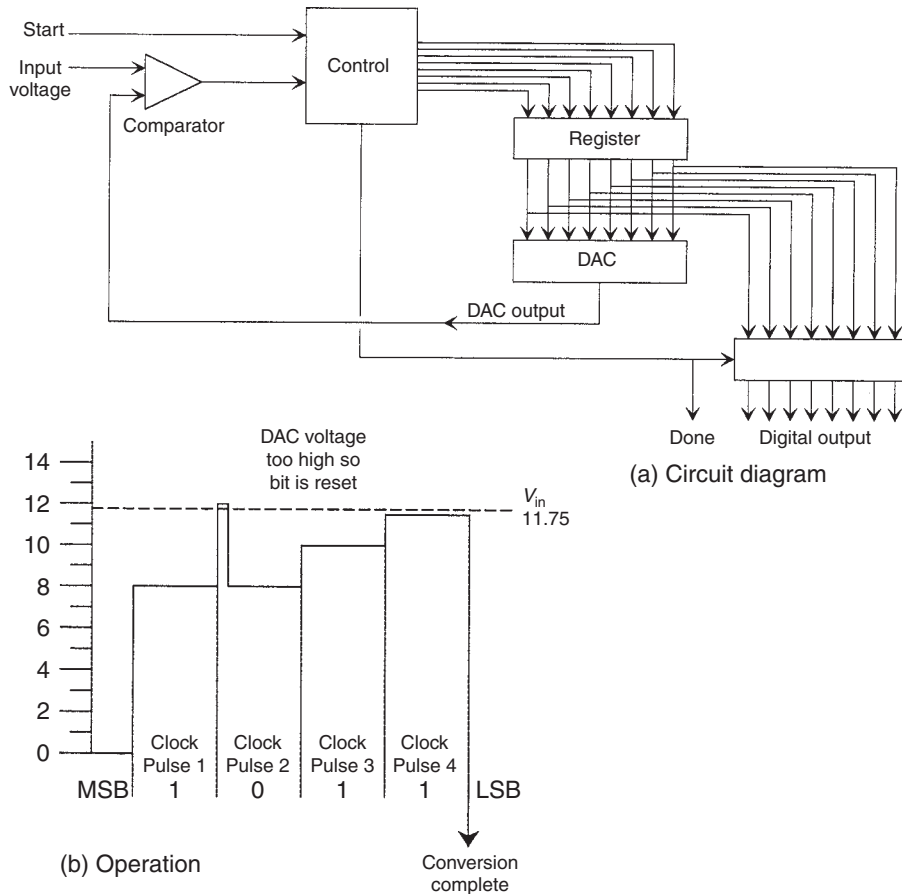 Start
Input
voltage
Comparator
Control
Register
DAC
DAC output
Done
Digital output
(a) Circuit diagram
DAC voltage
too high so
bit is reset
Vin
11.75
14
12
10
8
6
4
2
0
Clock
Pulse 1
Clock
Pulse 2
Clock
Pulse 3
Clock
Pulse 4
MSB 1 0 1 1 LSB
(b) Operation
Conversion
complete